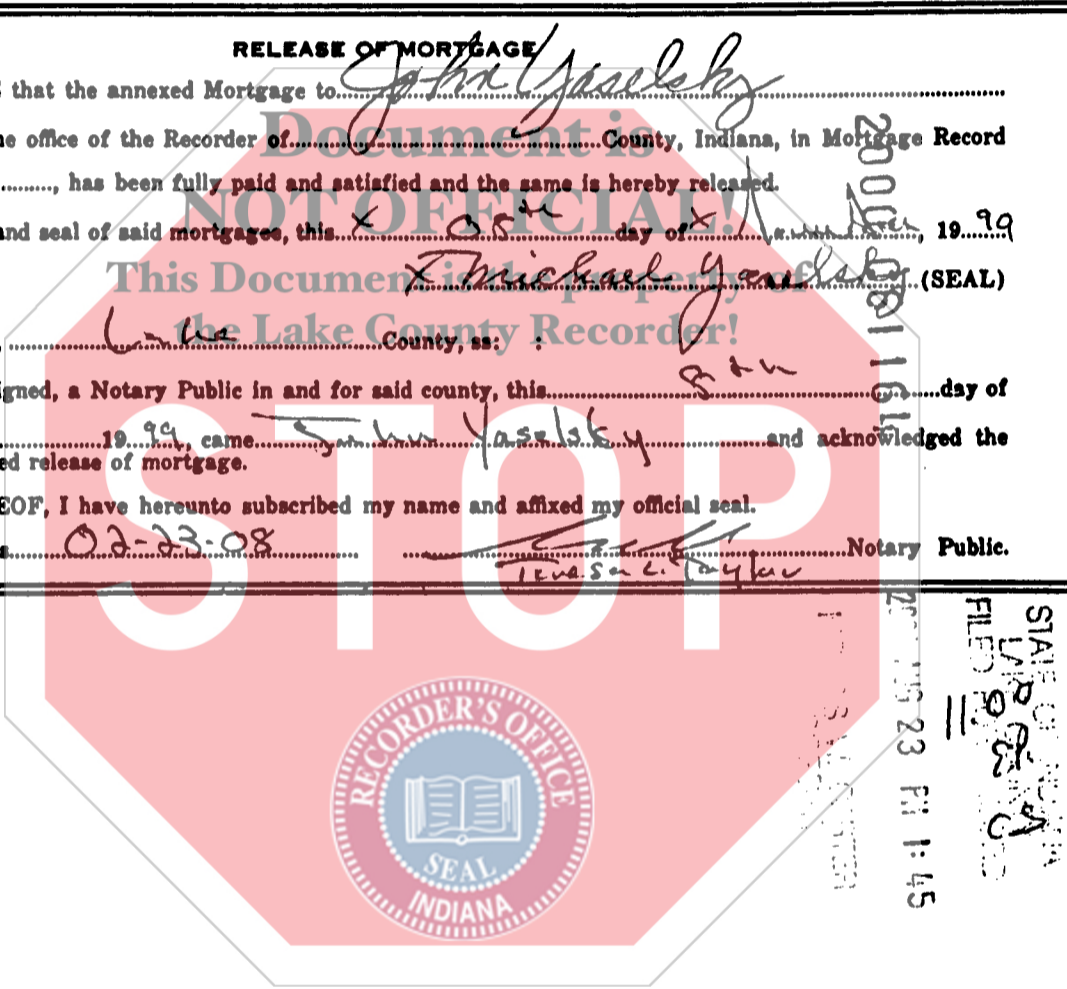 RELEASE OF MORTGAGE
that the annexed Mortgage to John Yaselsky
office of the Recorder of County, Indiana, in Mortgage Record
, has been fully paid and satisfied and the same is hereby released.
and seal of said mortgagee, this X day of X , 19 99
X Michael Yaselsky (SEAL)
Lake County, ss: :
igned, a Notary Public in and for said county, this 8th day of
19 99, came John Yaselsky and acknowledged the
ed release of mortgage.
EOF, I have hereunto subscribed my name and affixed my official seal.
02-23-08 Notary Public.
Document is
NOT OFFICIAL!
This Document is the property of
the Lake County Recorder!
STOP
RECORDER'S OFFICE
SEAL
INDIANA
23 1:45
FILED